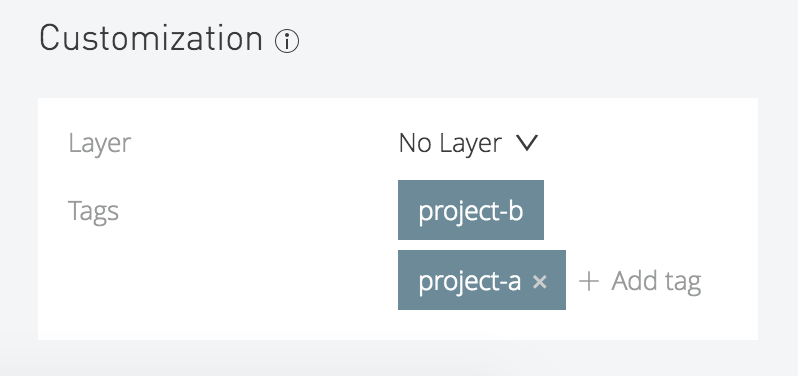 Customization
Layer No Layer
Tags project-b
project-a × + Add tag